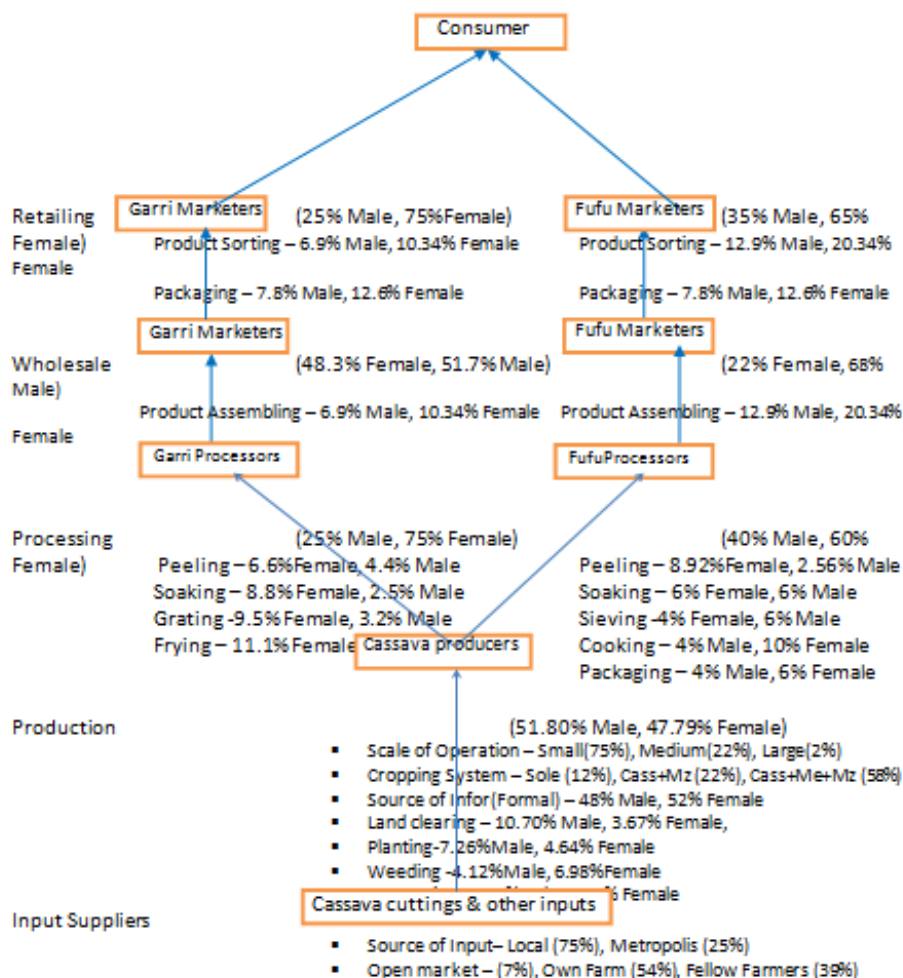 Consumer
Garri Marketers
Fufu Marketers
Retailing (25% Male, 75%Female) (35% Male, 65%
Female) Product Sorting – 6.9% Male, 10.34% Female Product Sorting – 12.9% Male, 20.34%
Female
Packaging – 7.8% Male, 12.6% Female Packaging – 7.8% Male, 12.6% Female
Garri Marketers Fufu Marketers
Wholesale (48.3% Female, 51.7% Male) (22% Female, 68%
Male)
Product Assembling – 6.9% Male, 10.34% Female Product Assembling – 12.9% Male, 20.34%
Female
Garri Processors FufuProcessors
Processing (25% Male, 75% Female) (40% Male, 60%
Female) Peeling – 6.6%Female, 4.4% Male Peeling – 8.92%Female, 2.56% Male
Soaking – 8.8% Female, 2.5% Male Soaking – 6% Female, 6% Male
Grating -9.5% Female, 3.2% Male Sieving -4% Female, 6% Male
Frying – 11.1% Female Cassava producers Cooking – 4% Male, 10% Female
Packaging – 4% Male, 6% Female
Production (51.80% Male, 47.79% Female)
▪ Scale of Operation – Small(75%), Medium(22%), Large(2%)
▪ Cropping System – Sole (12%), Cass+Mz (22%), Cass+Me+Mz (58%)
▪ Source of Infor(Formal) – 48% Male, 52% Female
▪ Land clearing – 10.70% Male, 3.67% Female,
▪ Planting-7.26%Male, 4.64% Female
▪ Weeding -4.12%Male, 6.98%Female
% Female
Cassava cuttings & other inputs
Input Suppliers
▪ Source of Input– Local (75%), Metropolis (25%)
▪ Open market – (7%), Own Farm (54%), Fellow Farmers (39%)